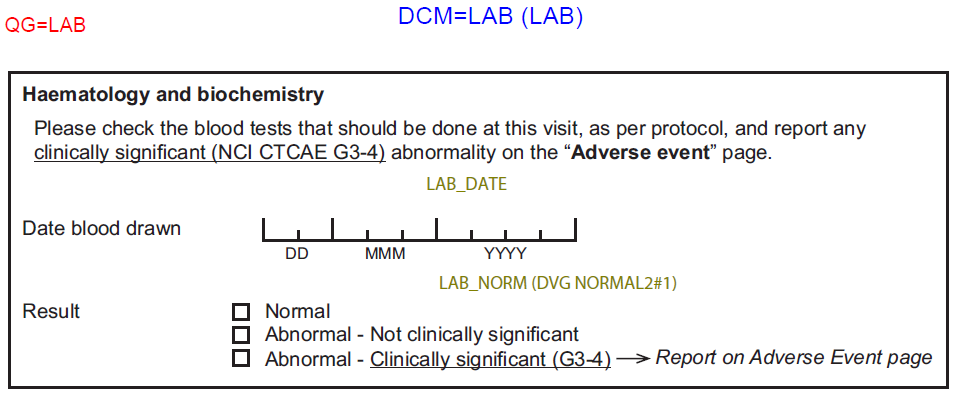 QG=LAB
DCM=LAB (LAB)
Haematology and biochemistry
Please check the blood tests that should be done at this visit, as per protocol, and report any
clinically significant (NCI CTCAE G3-4) abnormality on the “Adverse event” page.
LAB_DATE
Date blood drawn
DD MMM YYYY
LAB_NORM (DVG NORMAL2#1)
Result Normal
Abnormal - Not clinically significant
Abnormal - Clinically significant (G3-4) → Report on Adverse Event page